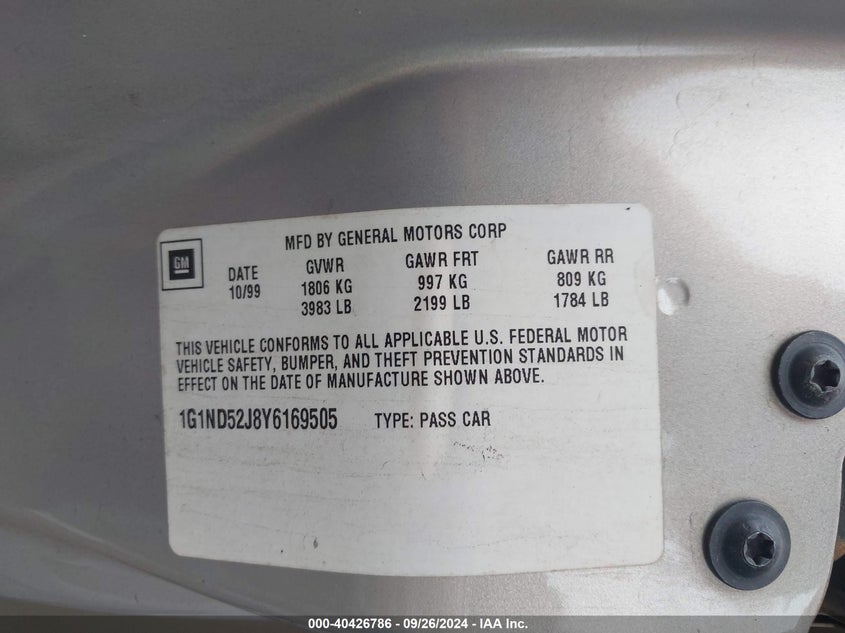 MFD BY GENERAL MOTORS CORP
GM
DATE GVWR GAWR FRT GAWR RR
10/99 1806 KG 997 KG 809 KG
3983 LB 2199 LB 1784 LB
THIS VEHICLE CONFORMS TO ALL APPLICABLE U.S. FEDERAL MOTOR
VEHICLE SAFETY, BUMPER, AND THEFT PREVENTION STANDARDS IN
EFFECT ON THE DATE OF MANUFACTURE SHOWN ABOVE.
1G1ND52J8Y6169505 TYPE: PASS CAR
000-40426786 - 09/26/2024 - IAA Inc.